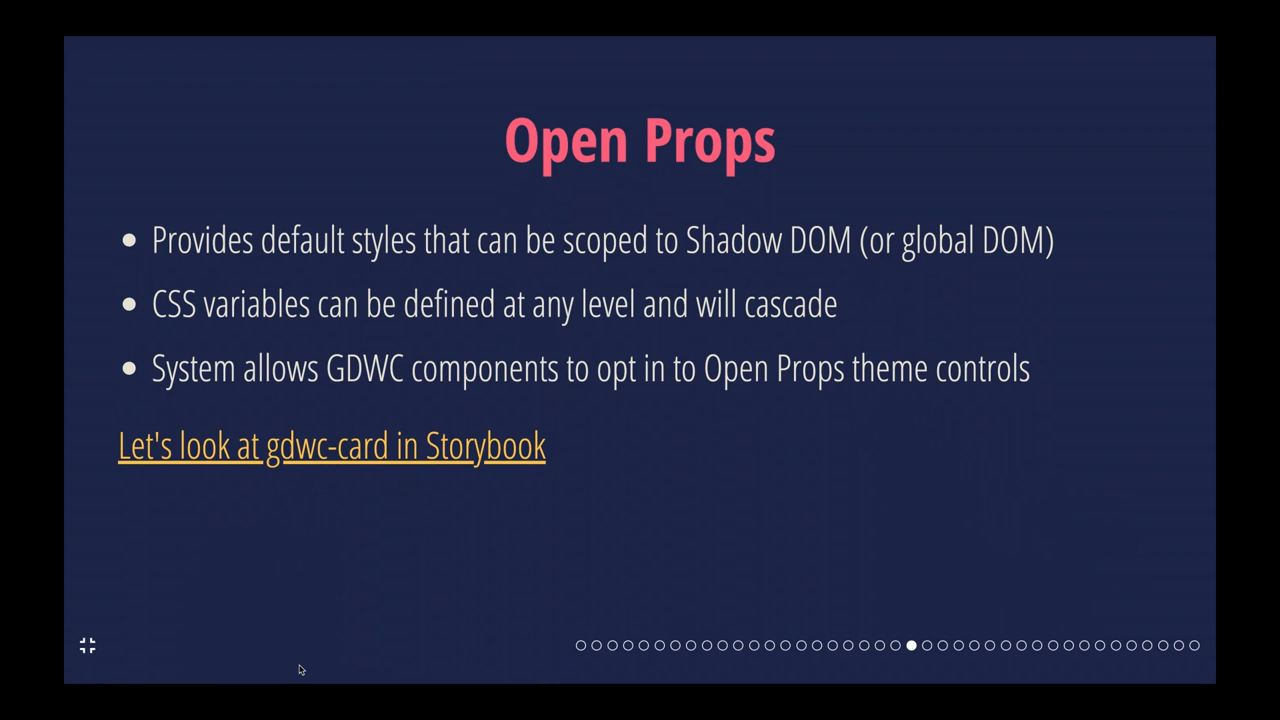 Open Props
Provides default styles that can be scoped to Shadow DOM (or global DOM)
CSS variables can be defined at any level and will cascade
System allows GDWC components to opt in to Open Props theme controls
Let's look at gdwc-card in Storybook